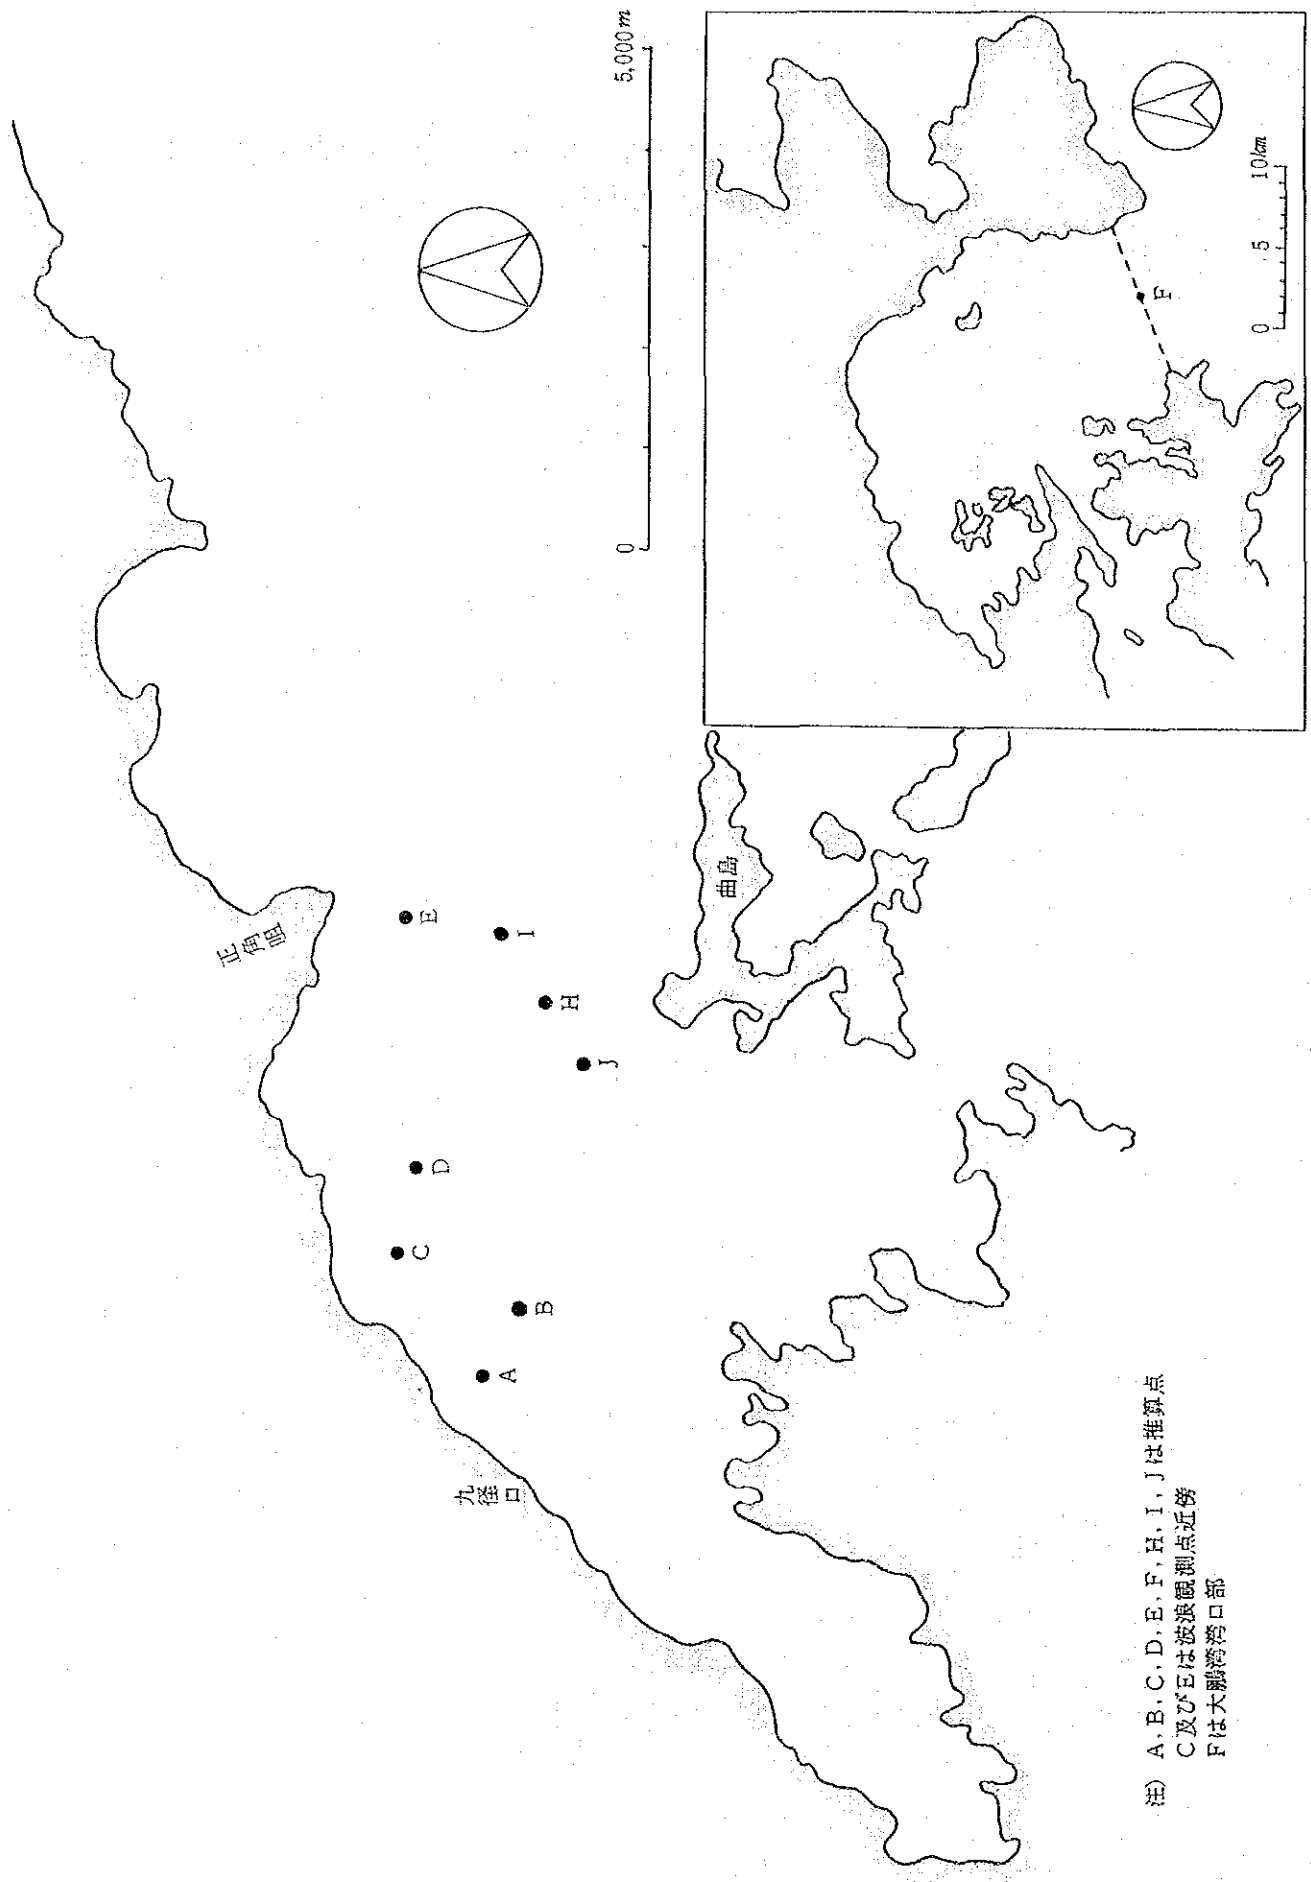 正角咀
E
I
H
J
D
C
B
A
九径口
曲島
0
5,000m
F
0
5
10km
注) A, B, C, D, E, F, H, I, J は推算点
C及びEは波浪観測点近傍
Fは大鵬湾湾口部